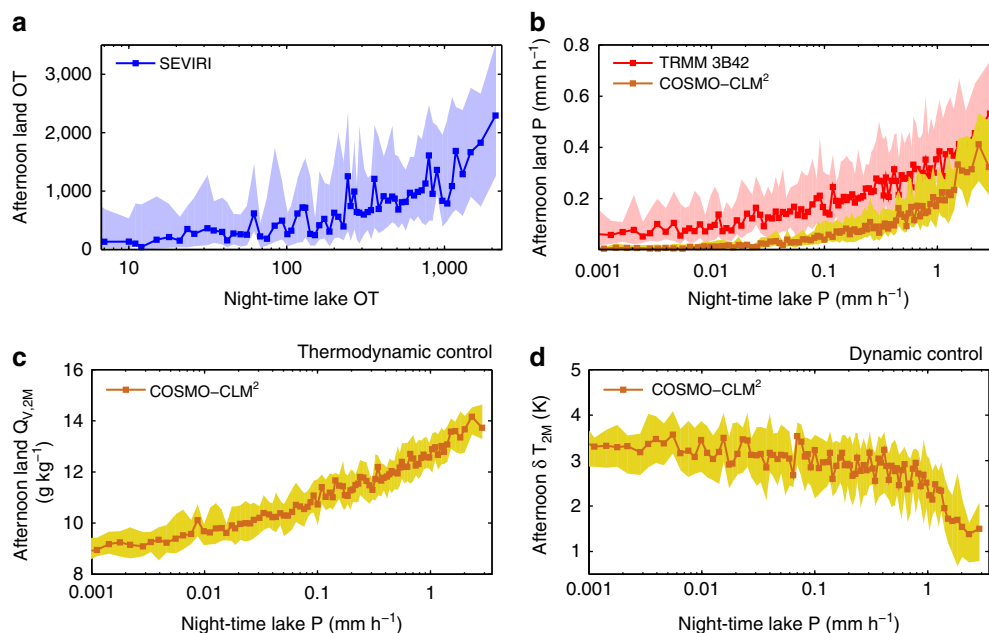 a
SEVIRI
Afternoon land OT
3,000
2,000
1,000
0
10
100
1,000
Night-time lake OT
b
TRMM 3B42
COSMO–CLM²
Afternoon land P (mm h⁻¹)
0.8
0.6
0.4
0.2
0.001
0.01
0.1
1
Night-time lake P (mm h⁻¹)
c
Thermodynamic control
COSMO–CLM²
Afternoon land Q_V,2M
(g kg⁻¹)
16
14
12
10
8
0.001
0.01
0.1
1
Night-time lake P (mm h⁻¹)
d
Dynamic control
COSMO–CLM²
Afternoon δ T_2M (K)
5
4
3
2
1
0.001
0.01
0.1
1
Night-time lake P (mm h⁻¹)